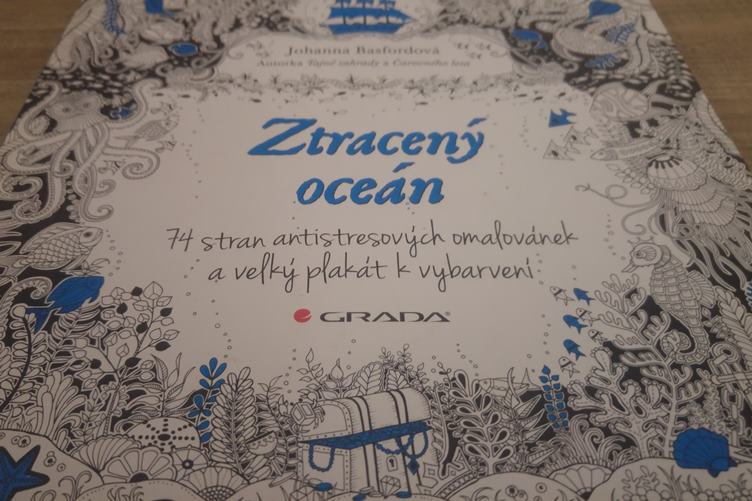 Johanna Basfordová
Autorka Tajné zahrady a Čarovného lesa
Ztracený
oceán
74 stran antistresových omalovánek
a velký plakát k vybarvení
GRADA®